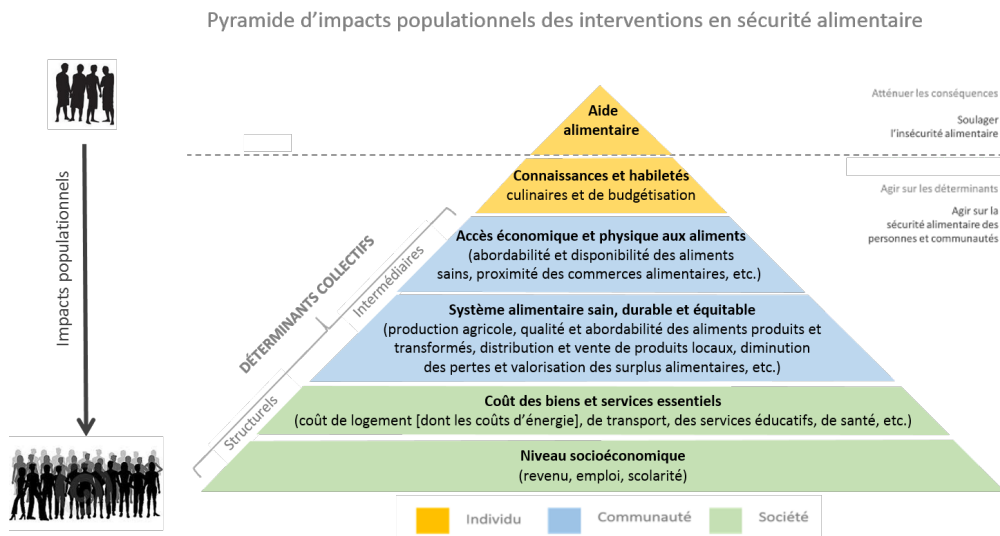 Pyramide d’impacts populationnels des interventions en sécurité alimentaire
Atténuer les conséquences
Soulager
l’insécurité alimentaire
Aide
alimentaire
Connaissances et habiletés
culinaires et de budgétisation
Agir sur les déterminants
Agir sur la
sécurité alimentaire des
personnes et communautés
Impacts populationnels
DÉTERMINANTS COLLECTIFS
Intermédiaires
Structurels
Accès économique et physique aux aliments
(abordabilité et disponibilité des aliments
sains, proximité des commerces alimentaires, etc.)
Système alimentaire sain, durable et équitable
(production agricole, qualité et abordabilité des aliments produits et
transformés, distribution et vente de produits locaux, diminution
des pertes et valorisation des surplus alimentaires, etc.)
Coût des biens et services essentiels
(coût de logement [dont les coûts d’énergie], de transport, des services éducatifs, de santé, etc.)
Niveau socioéconomique
(revenu, emploi, scolarité)
Individu
Communauté
Société